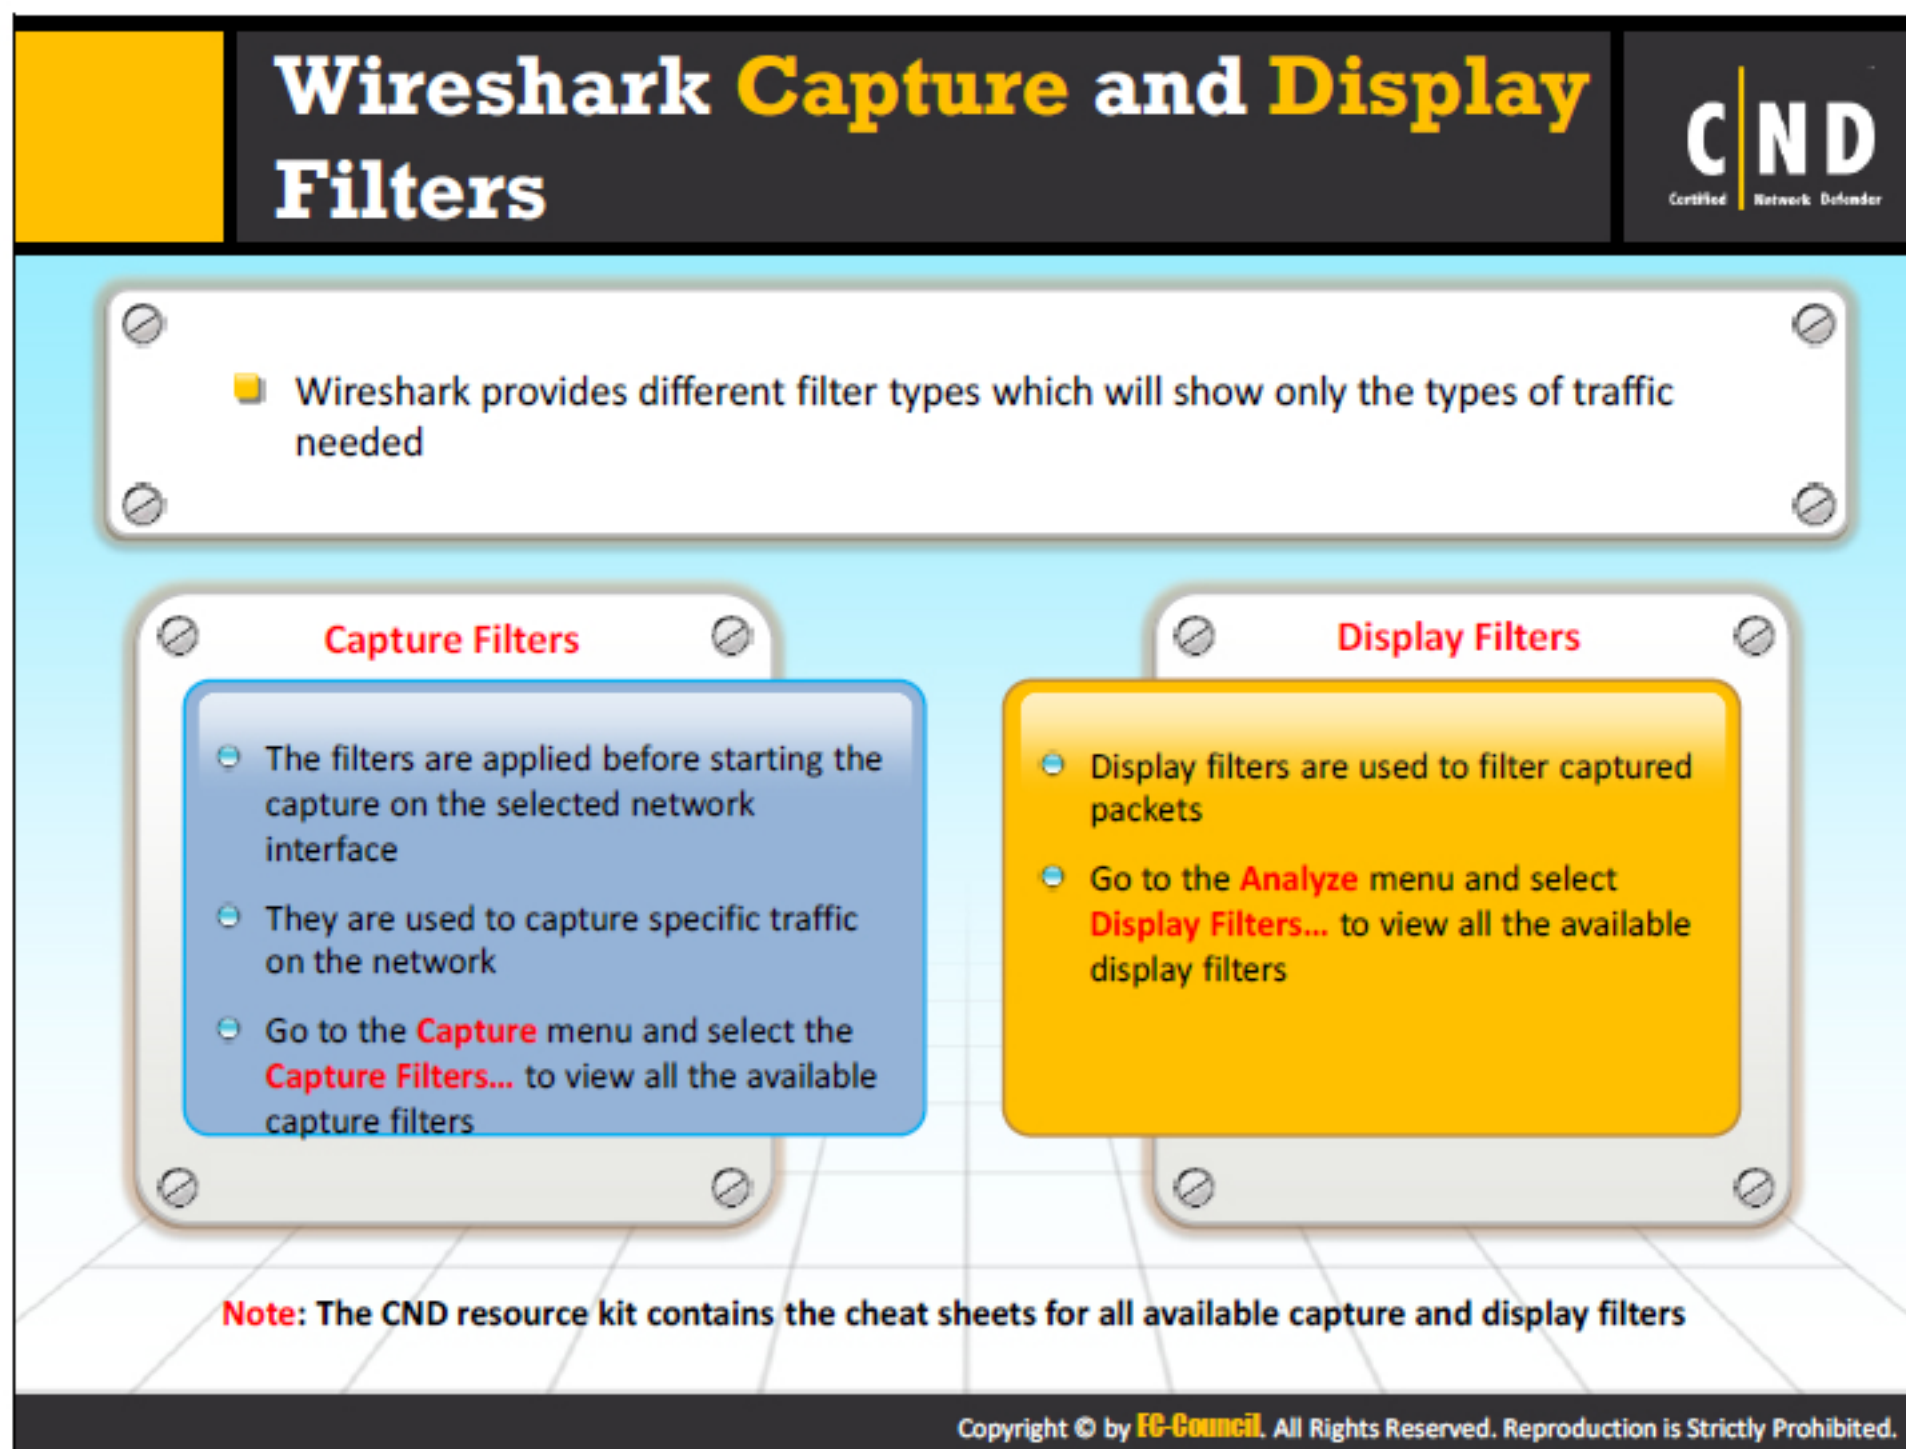 Wireshark Capture and Display
Filters
C|ND
Certified Network Defender
Wireshark provides different filter types which will show only the types of traffic
needed
Capture Filters
The filters are applied before starting the
capture on the selected network
interface
They are used to capture specific traffic
on the network
Go to the Capture menu and select the
Capture Filters... to view all the available
capture filters
Display Filters
Display filters are used to filter captured
packets
Go to the Analyze menu and select
Display Filters... to view all the available
display filters
Note: The CND resource kit contains the cheat sheets for all available capture and display filters
Copyright © by EC-Council. All Rights Reserved. Reproduction is Strictly Prohibited.